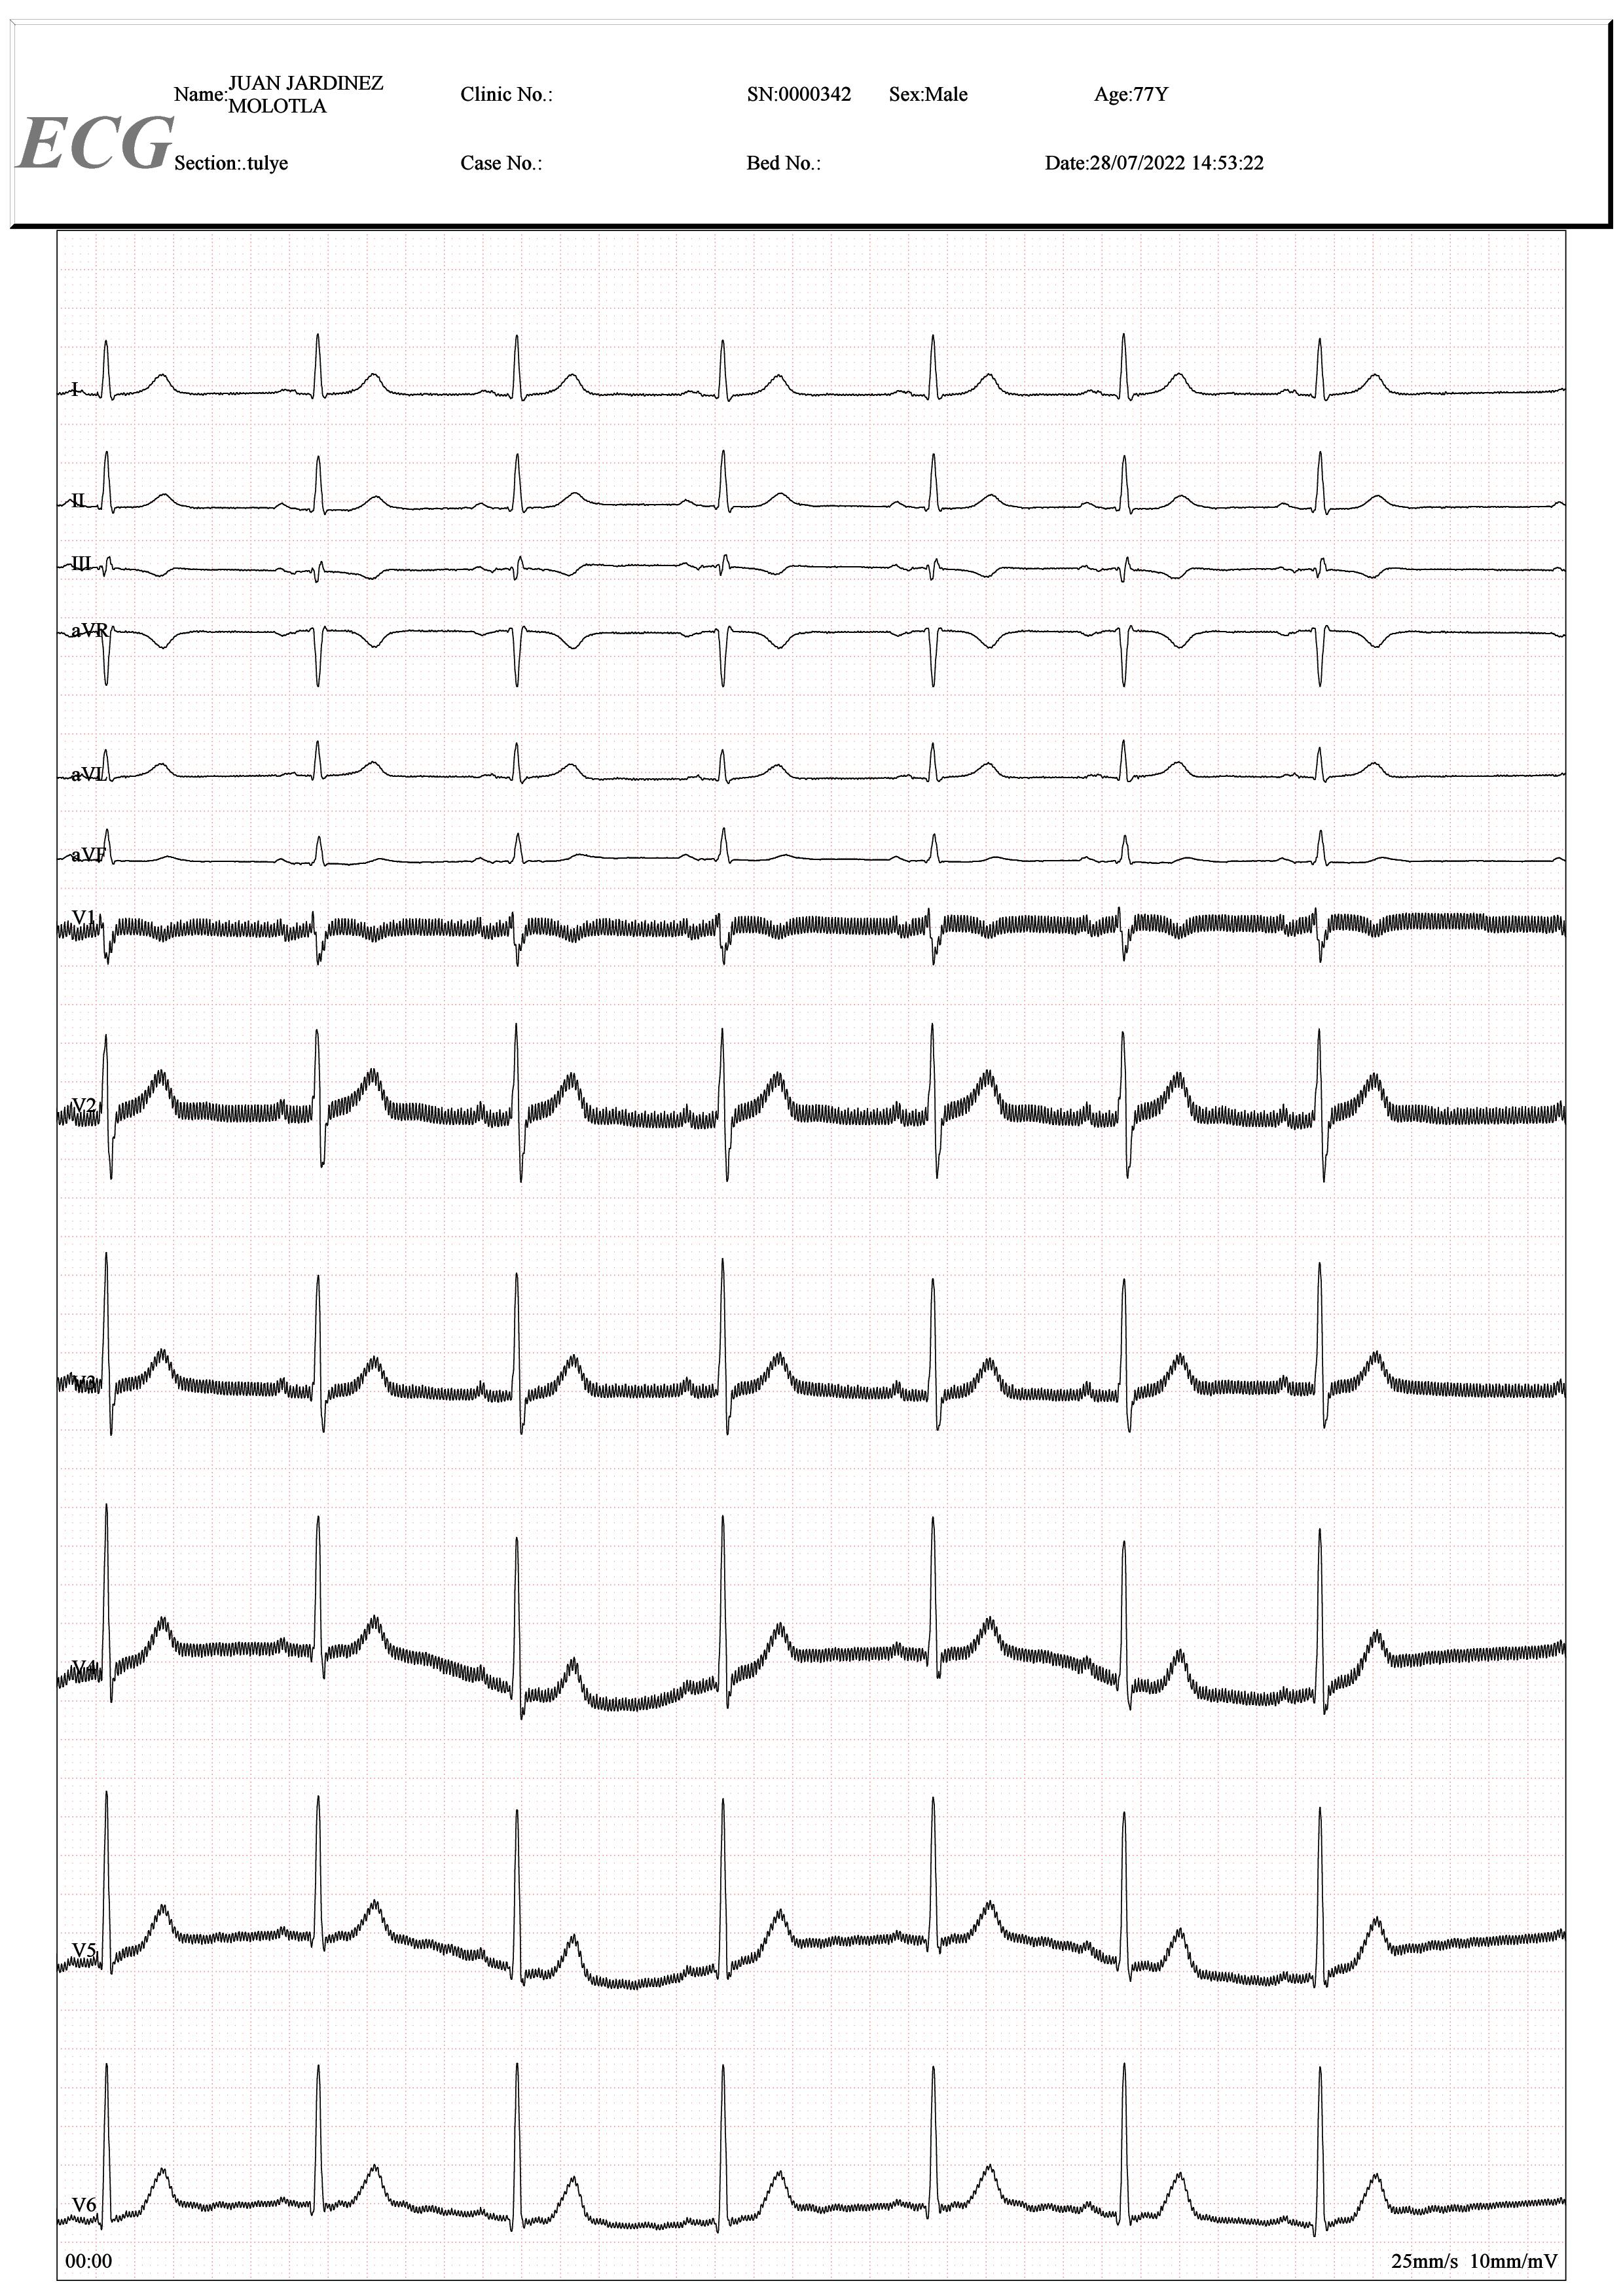 Name:JUAN JARDINEZ MOLOTLA Clinic No.: SN:0000342 Sex:Male Age:77Y
ECG
Section:.tulye Case No.: Bed No.: Date:28/07/2022 14:53:22
I
II
III
aVR
aVL
aVF
V1
V2
V3
V4
V5
V6
00:00 25mm/s 10mm/mV